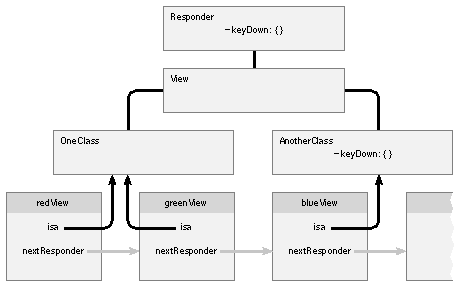 Responder
– keyDown: {}
View
OneClass
AnotherClass
– keyDown: {}
redView
greenView
blueView
isa
isa
isa
nextResponder
nextResponder
nextResponder